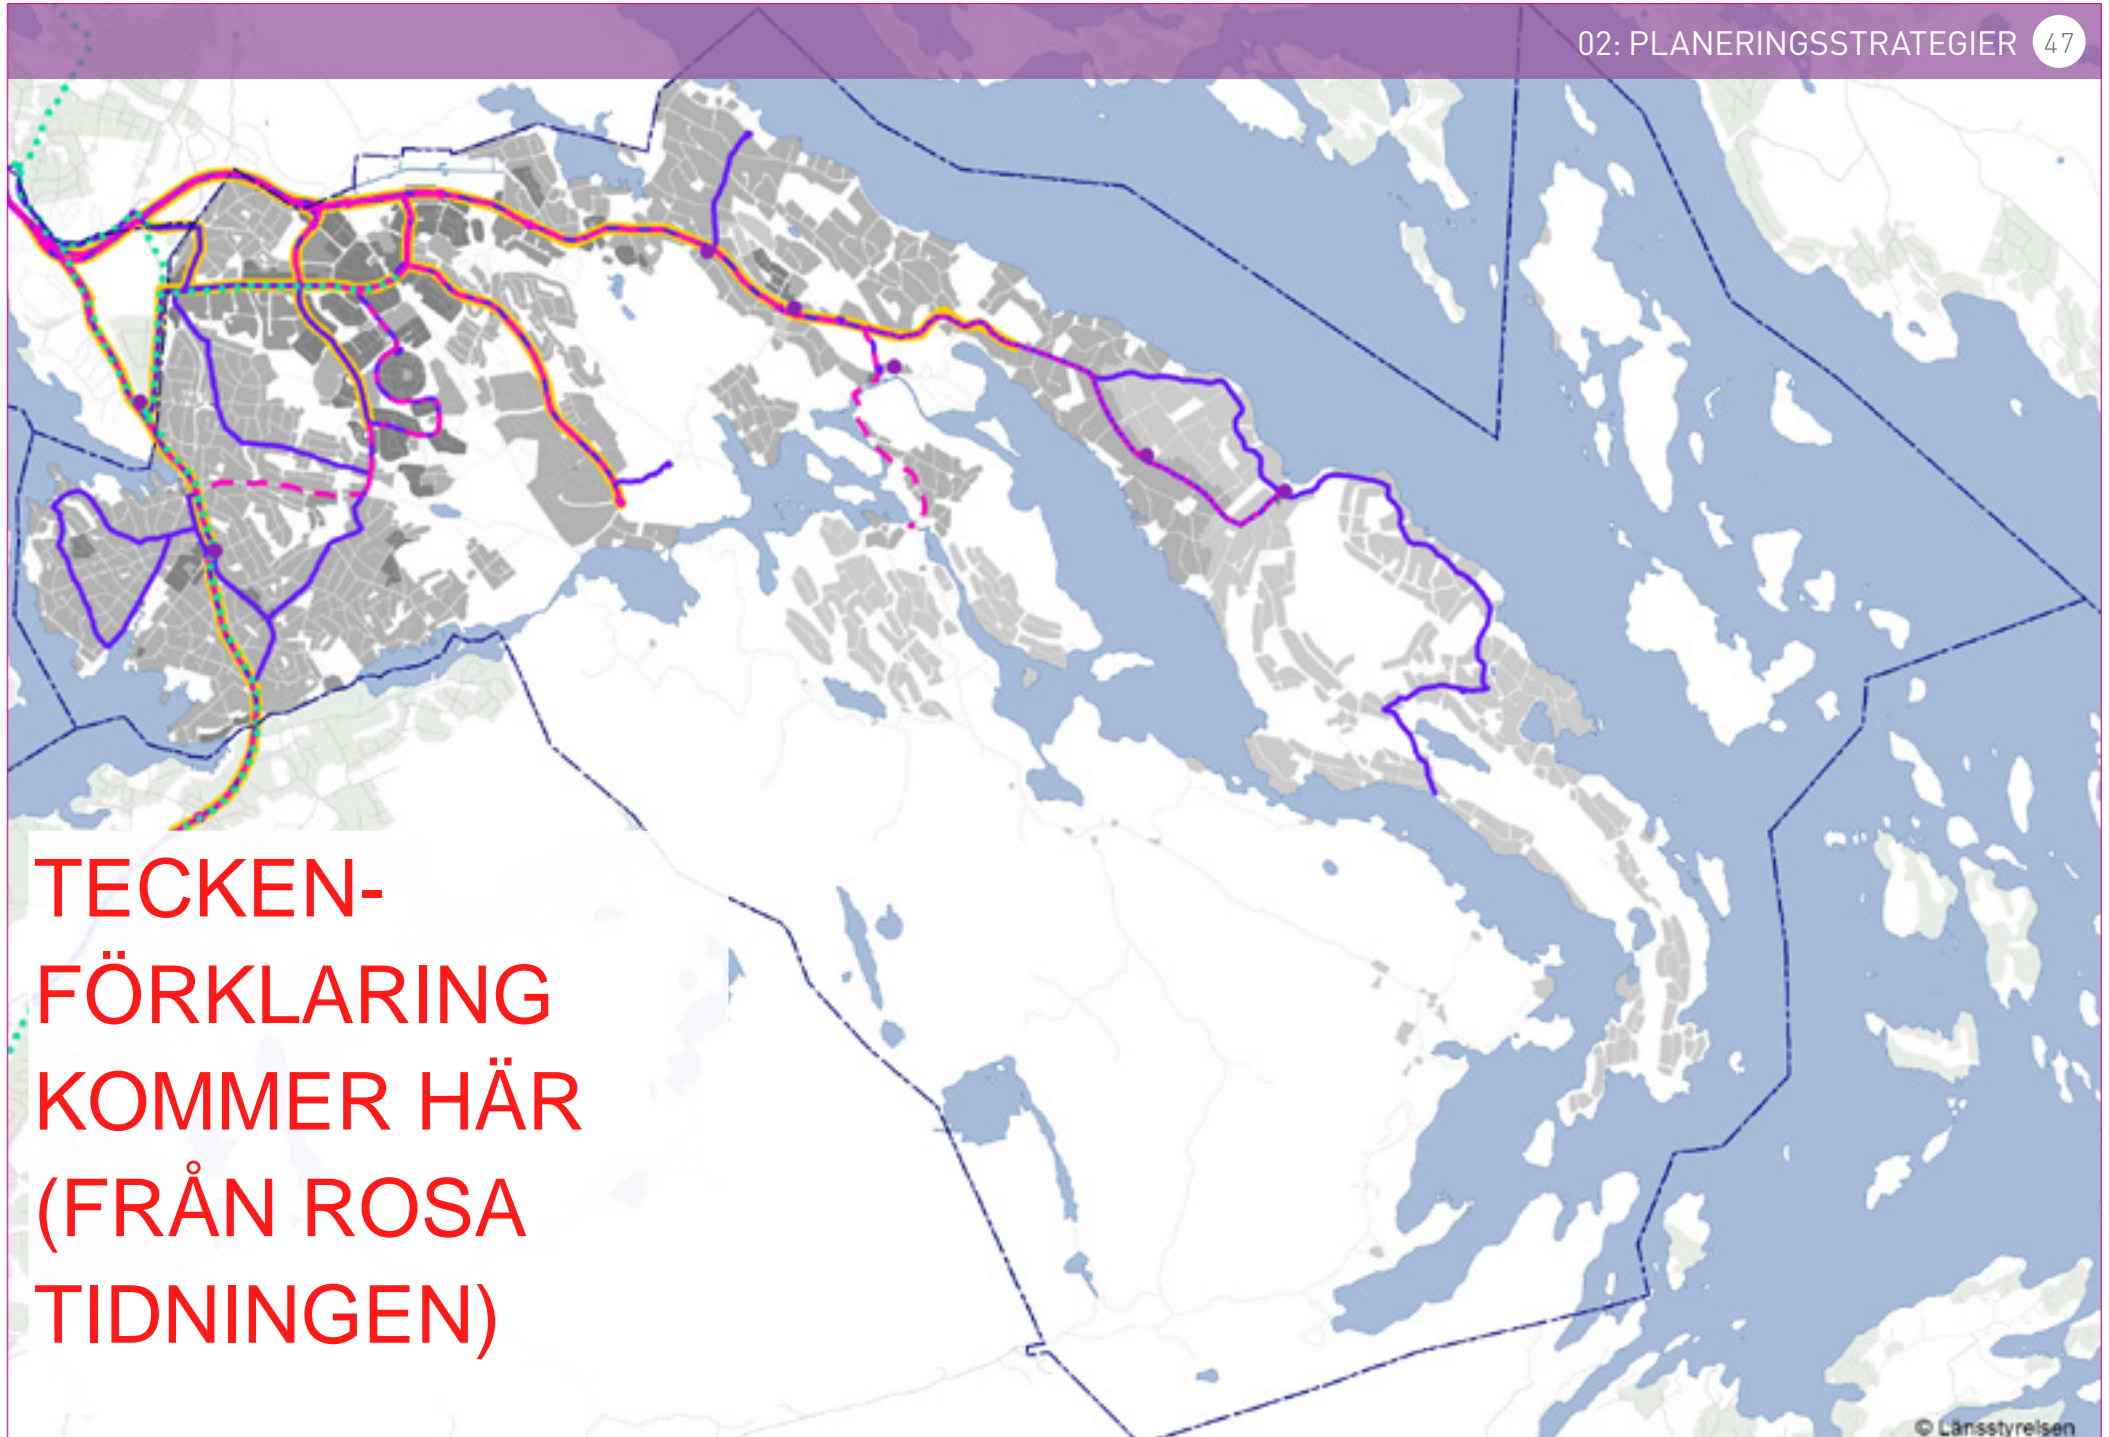 02: PLANERINGSSTRATEGIER 47
TECKEN-
FÖRKLARING
KOMMER HÄR
(FRÅN ROSA
TIDNINGEN)
© Länsstyrelsen